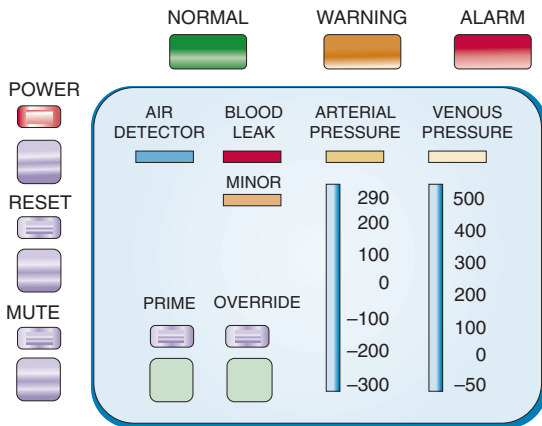 NORMAL
WARNING
ALARM
POWER
RESET
MUTE
AIR
DETECTOR
BLOOD
LEAK
MINOR
ARTERIAL
PRESSURE
VENOUS
PRESSURE
290
200
100
0
–100
–200
–300
500
400
300
200
100
0
–50
PRIME
OVERRIDE